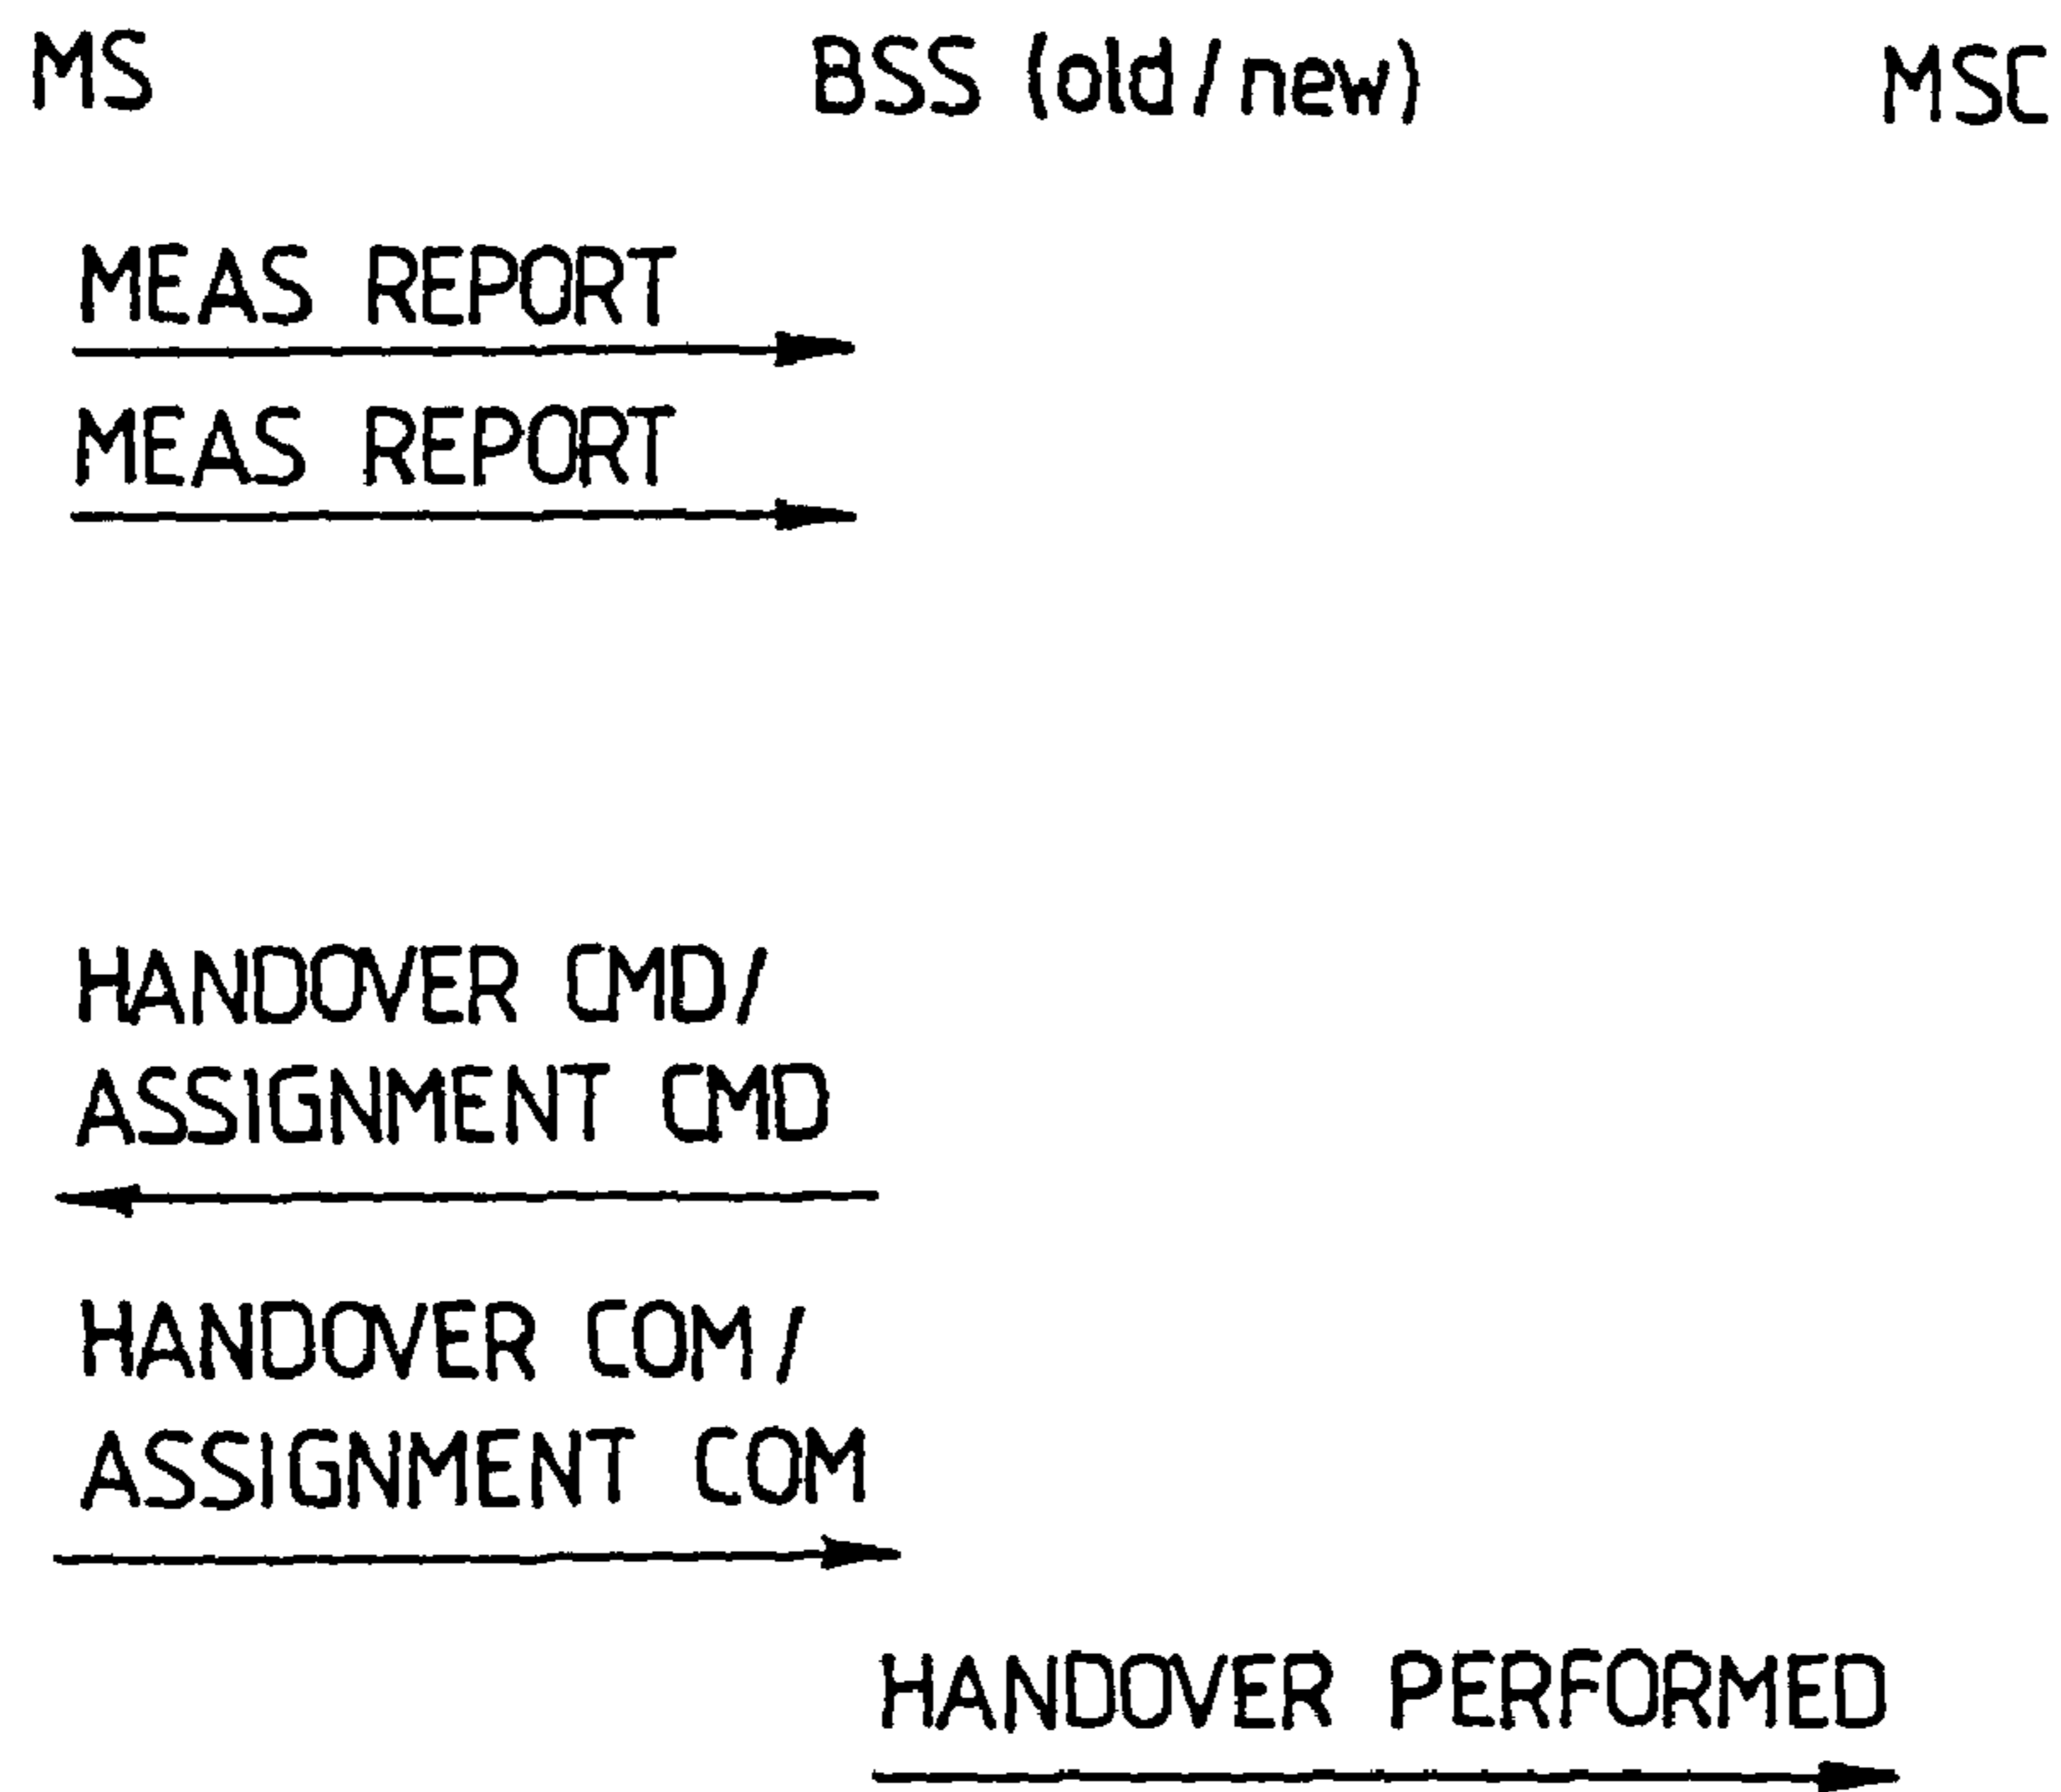 MS BSS (old/new) MSC
MEAS REPORT
MEAS REPORT
HANDOVER CMD/
ASSIGNMENT CMD
HANDOVER COM/
ASSIGNMENT COM
HANDOVER PERFORMED